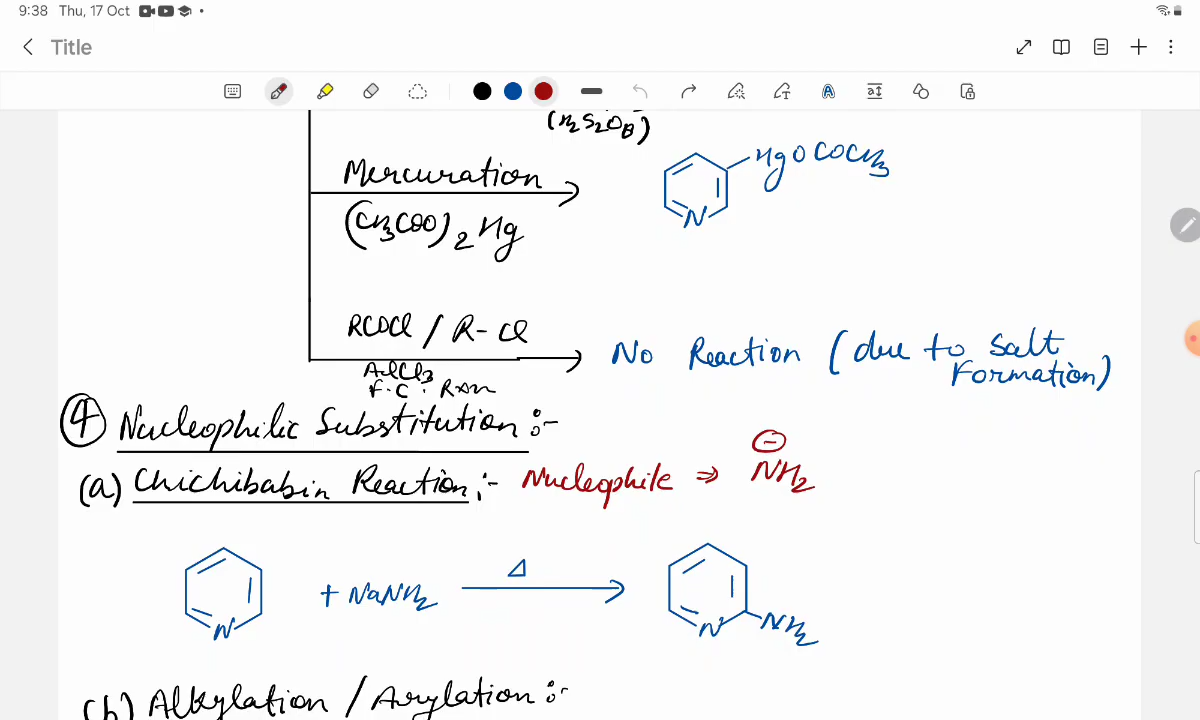 9:38 Thu, 17 Oct
Title
(H2S2O8)
Mercuration
(CH3COO)2Hg
HgOCOCH3
N
RCOCl / R-Cl
AlCl3
F.C. Rxn
No Reaction (due to Salt Formation)
④ Nucleophilic Substitution :-
(a) Chichibabin Reaction :- Nucleophile ⇒ ⊖NH2
N + NaNH2 Δ N NH2
(b) Alkylation / Arylation :-